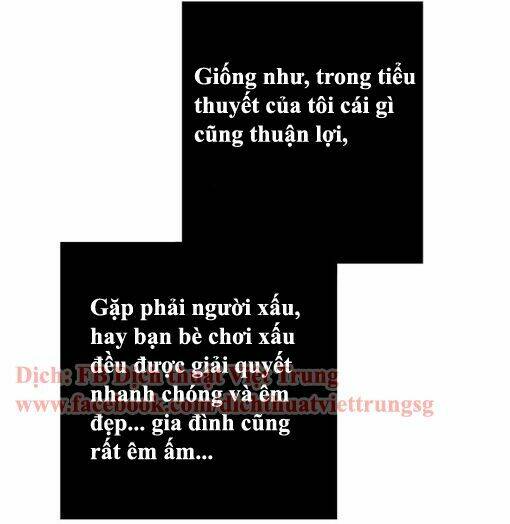 Giống như, trong tiểu
thuyết của tôi cái gì
cũng thuận lợi,
Gặp phải người xấu,
hay bạn bè chơi xấu
đều được giải quyết
Dịch: FB Dịch thuật Việt Trung
nhanh chóng và êm
www.facebook.com/dichthuatviettrungsg
đẹp... gia đình cũng
rất êm ấm...